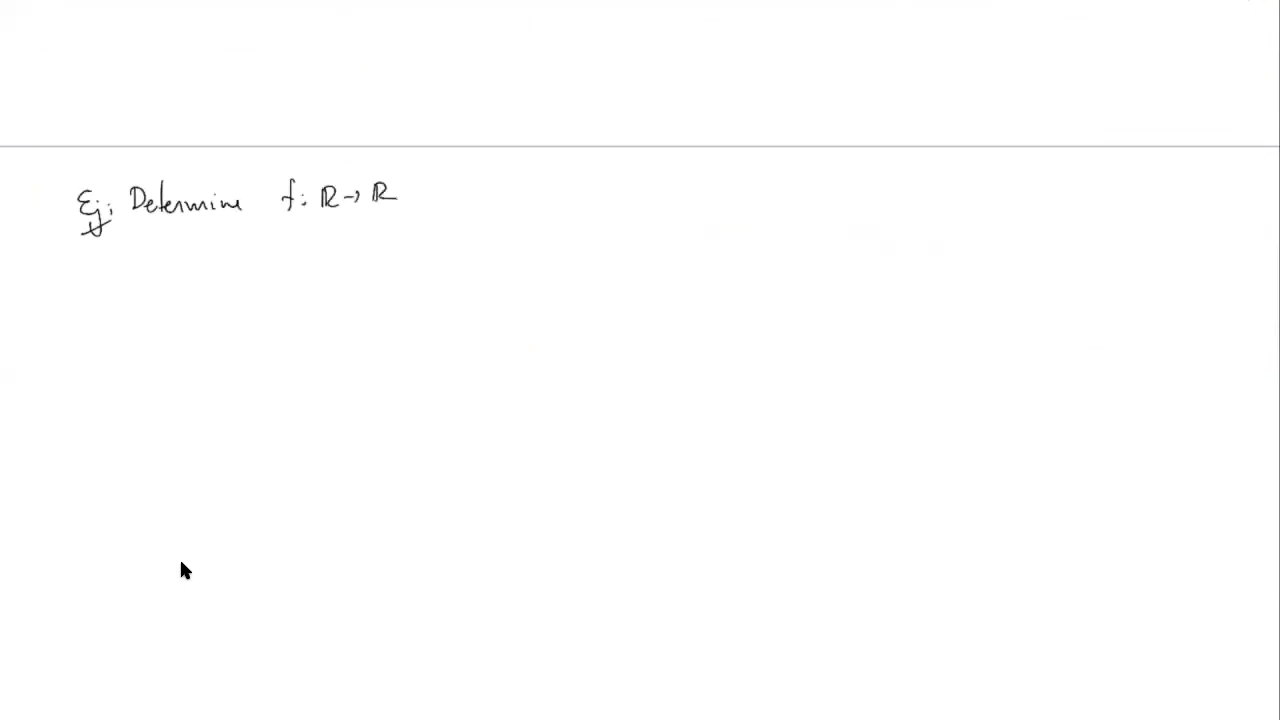 Ej: Determine f: ℝ → ℝ